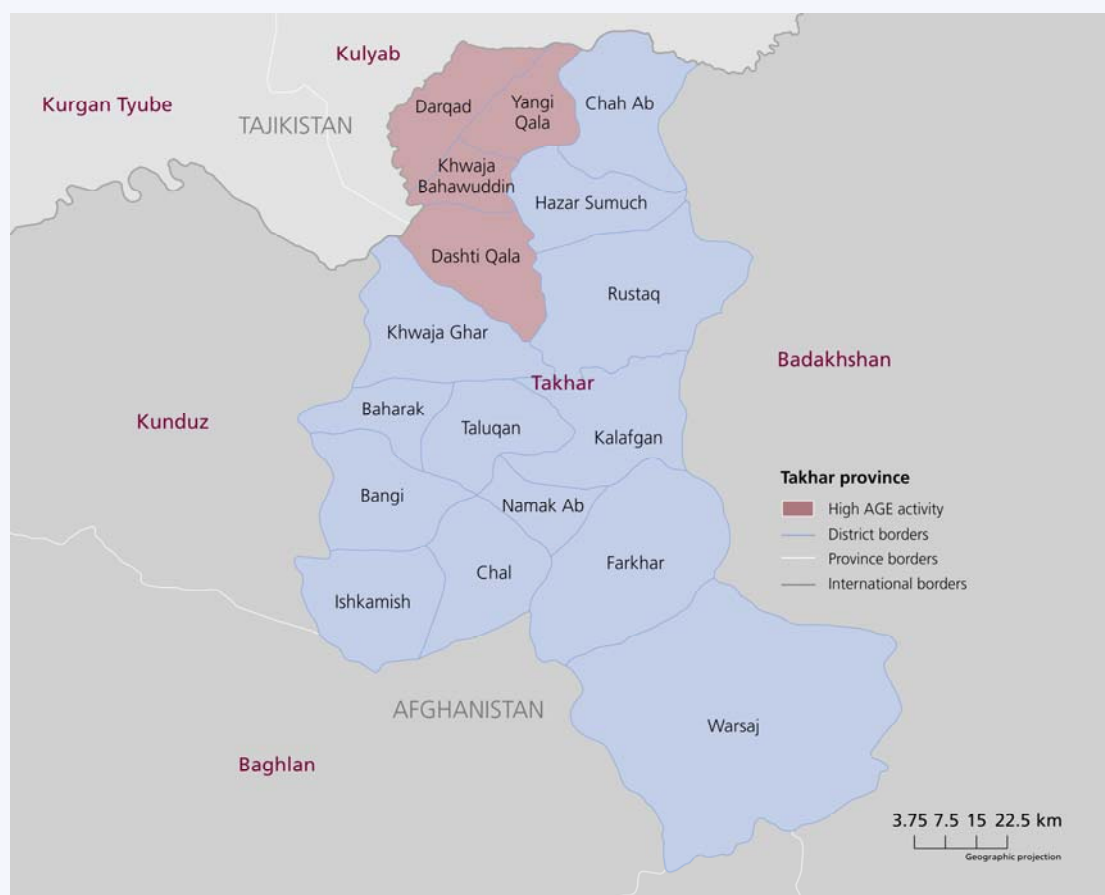 Kulyab
Kurgan Tyube
TAJIKISTAN
Darqad
Yangi
Qala
Chah Ab
Khwaja
Bahawuddin
Hazar Sumuch
Dashti Qala
Rustaq
Khwaja Ghar
Badakhshan
Takhar
Kunduz
Baharak
Taluqan
Kalafgan
Bangi
Namak Ab
Chal
Farkhar
Ishkamish
Takhar province
High AGE activity
District borders
Province borders
International borders
AFGHANISTAN
Warsaj
Baghlan
3.75 7.5 15 22.5 km
Geographic projection